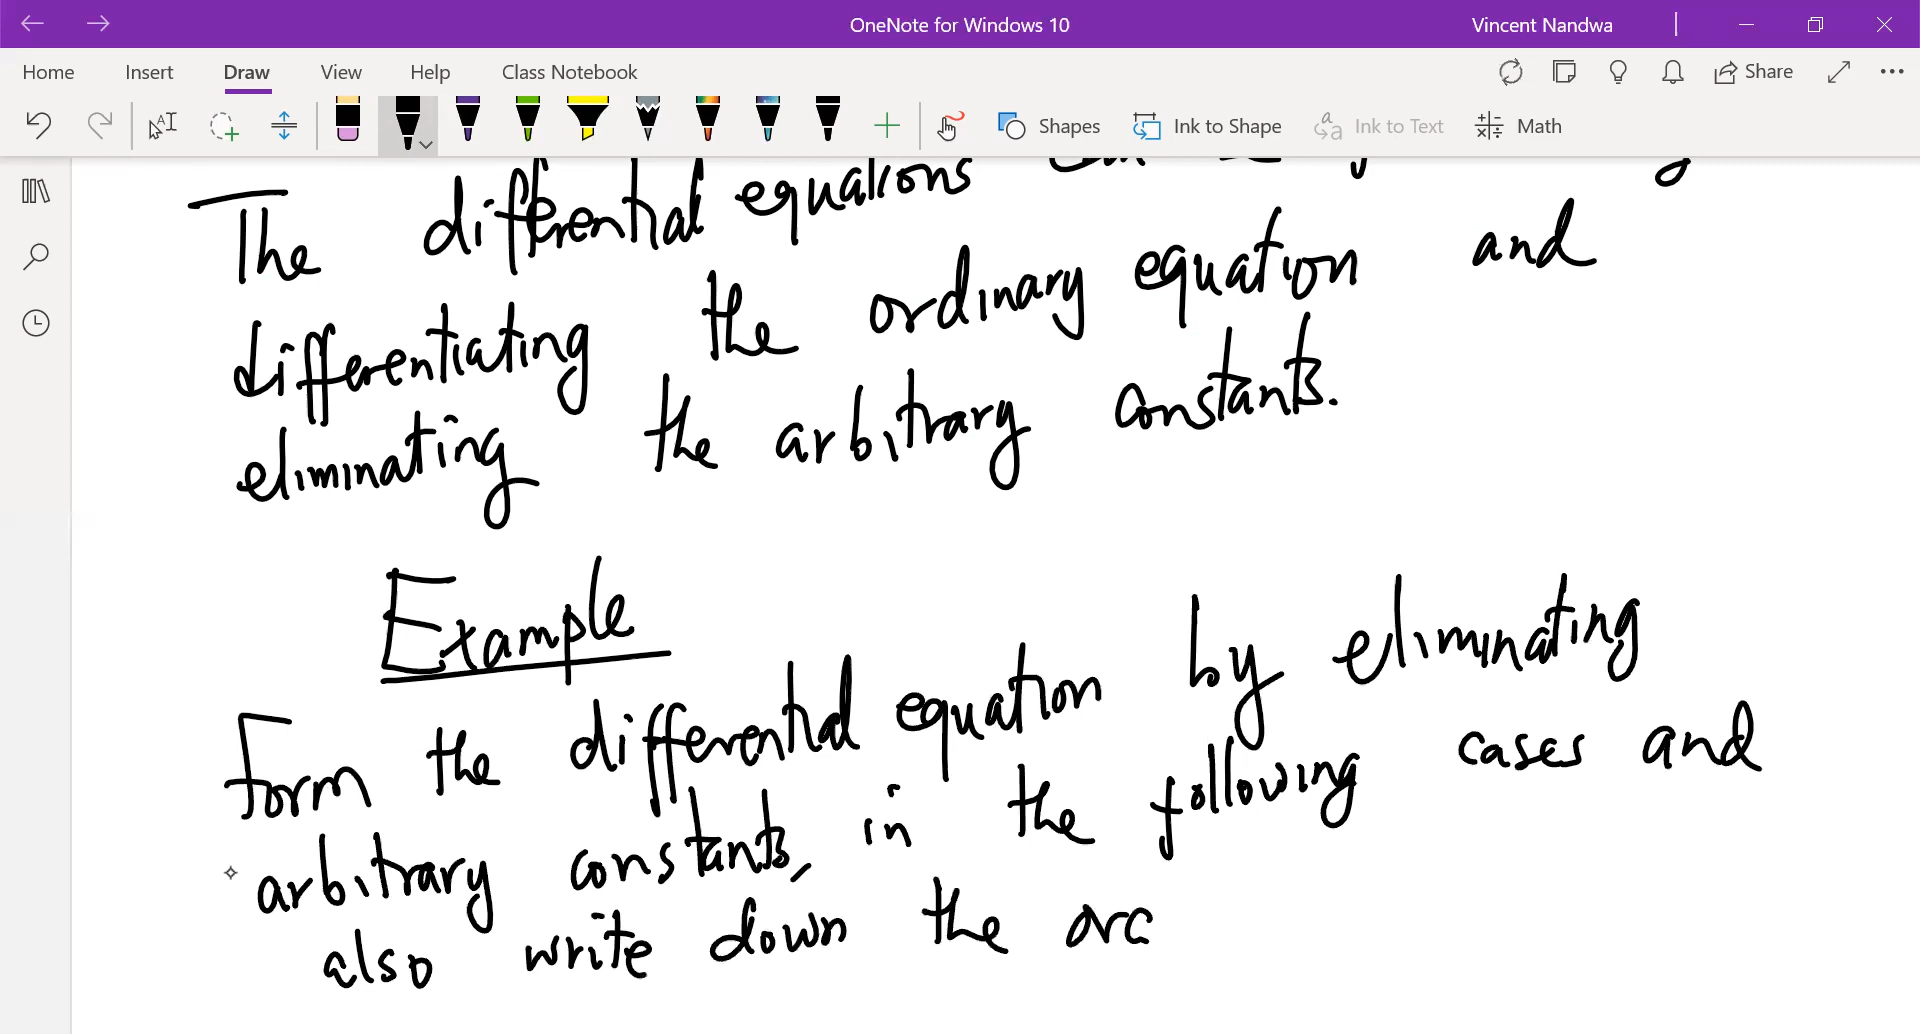 OneNote for Windows 10
Vincent Nandwa
Home Insert Draw View Help Class Notebook Share
Shapes Ink to Shape Ink to Text Math
The differential equations
differentiating the ordinary equation and
eliminating the arbitrary constants.
Example
Form the differential equation by eliminating
arbitrary constants, in the following cases and
also write down the orc